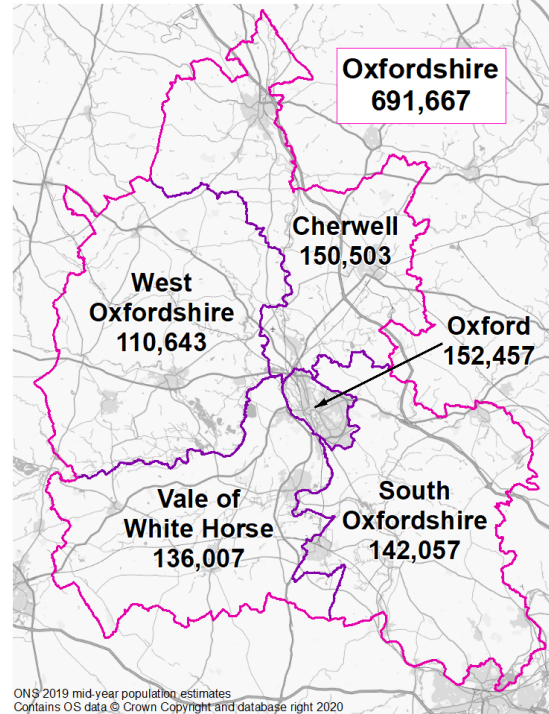 Oxfordshire
691,667
Cherwell
150,503
West
Oxfordshire
110,643
Oxford
152,457
Vale of
White Horse
136,007
South
Oxfordshire
142,057
ONS 2019 mid-year population estimates
Contains OS data © Crown Copyright and database right 2020